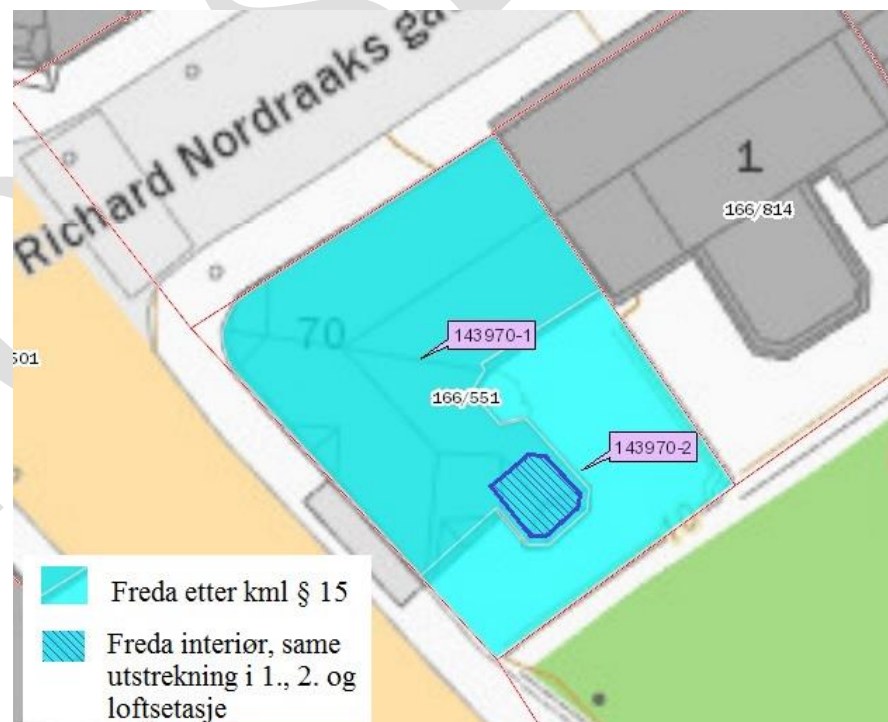 Richard Nordraaks ga
1
166/814
70
143970-1
501
166/551
143970-2
10
Freda etter kml § 15
Freda interiør, same
utstrekning i 1., 2. og
loftsetasje